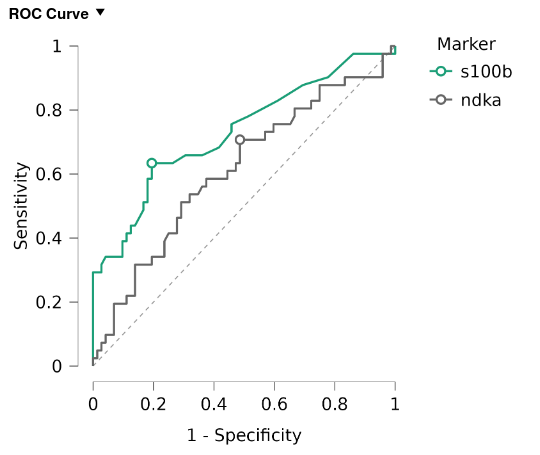 ROC Curve ▼
Marker
s100b
ndka
1
0.8
0.6
0.4
0.2
0
Sensitivity
0 0.2 0.4 0.6 0.8 1
1 - Specificity